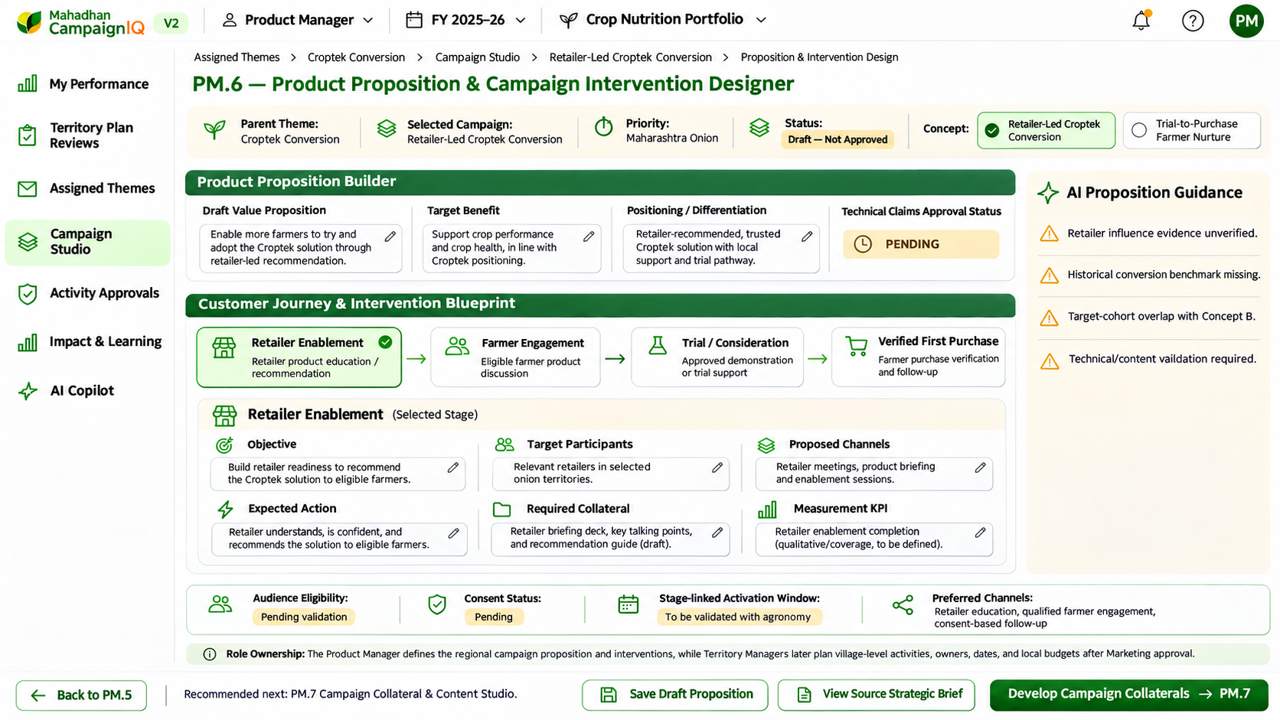 Mahadhan
CampaignIQ
V2
Product Manager
FY 2025–26
Crop Nutrition Portfolio
PM
My Performance
Territory Plan
Reviews
Assigned Themes
Campaign
Studio
Activity Approvals
Impact & Learning
AI Copilot
Assigned Themes > Croptek Conversion > Campaign Studio > Retailer-Led Croptek Conversion > Proposition & Intervention Design
PM.6 — Product Proposition & Campaign Intervention Designer
Parent Theme:
Croptek Conversion
Selected Campaign:
Retailer-Led Croptek Conversion
Priority:
Maharashtra Onion
Status:
Draft — Not Approved
Concept:
Retailer-Led Croptek
Conversion
Trial-to-Purchase
Farmer Nurture
Product Proposition Builder
Draft Value Proposition
Enable more farmers to try and
adopt the Croptek solution through
retailer-led recommendation.
Target Benefit
Support crop performance
and crop health, in line with
Croptek positioning.
Positioning / Differentiation
Retailer-recommended, trusted
Croptek solution with local
support and trial pathway.
Technical Claims Approval Status
PENDING
AI Proposition Guidance
Retailer influence evidence unverified.
Historical conversion benchmark missing.
Target-cohort overlap with Concept B.
Technical/content vaildation required.
Customer Journey & Intervention Blueprint
Retailer Enablement
Retailer product education /
recommendation
Farmer Engagement
Eligible farmer product
discussion
Trial / Consideration
Approved demonstration
or trial support
Verified First Purchase
Farmer purchase verification
and follow-up
Retailer Enablement (Selected Stage)
Objective
Build retailer readiness to recommend
the Croptek solution to eligible farmers.
Target Participants
Relevant retailers in selected
onion territories.
Proposed Channels
Retailer meetings, product briefing
and enablement sessions.
Expected Action
Retailer understands, is confident, and
recommends the solution to eligible farmers.
Required Collateral
Retailer briefing deck, key talking points,
and recommendation guide (draft).
Measurement KPI
Retailer enablement completion
(qualitative/coverage, to be defined).
Audience Eligibility:
Pending validation
Consent Status:
Pending
Stage-linked Activation Window:
To be validated with agronomy
Preferred Channels:
Retailer education, qualified farmer engagement,
consent-based follow-up
Role Ownership: The Product Manager defines the regional campaign proposition and interventions, while Territory Managers later plan village-level activities, owners, dates, and local budgets after Marketing approval.
← Back to PM.5
Recommended next: PM.7 Campaign Collateral & Content Studio.
Save Draft Proposition
View Source Strategic Brief
Develop Campaign Collaterals → PM.7